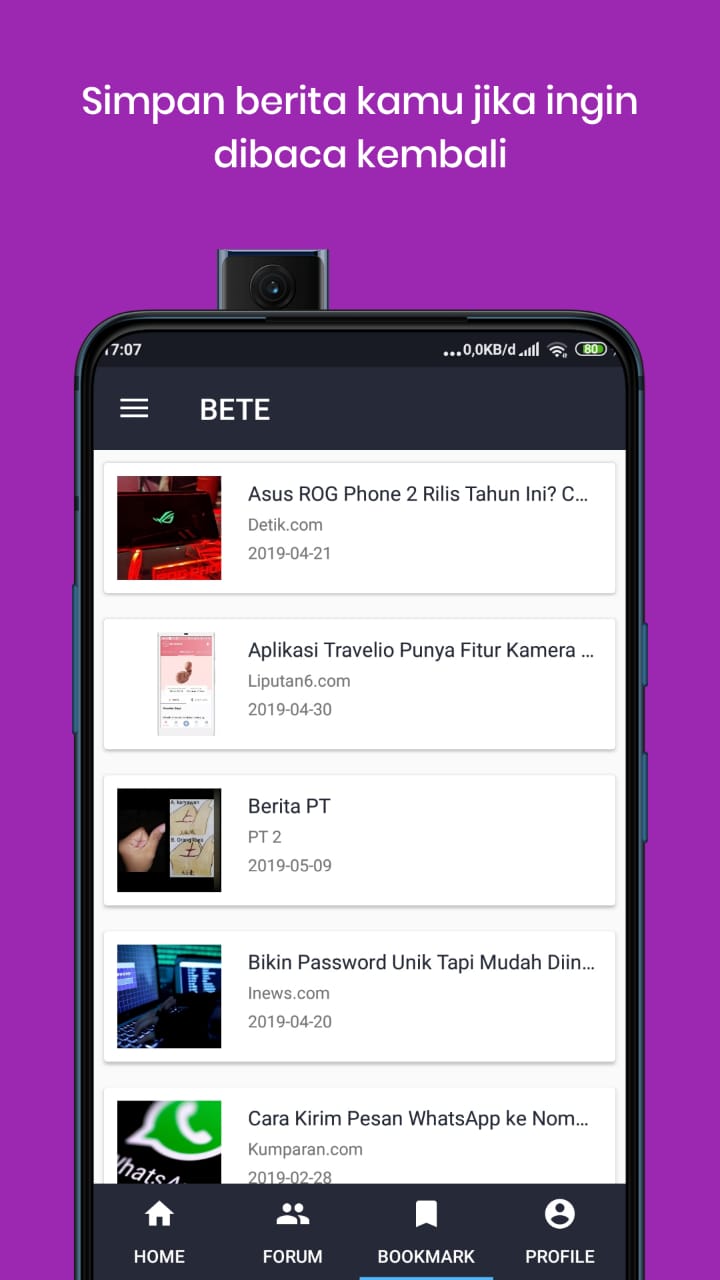 Simpan berita kamu jika ingin
dibaca kembali
17:07
...0,0KB/d
80
BETE
Asus ROG Phone 2 Rilis Tahun Ini? C...
Detik.com
2019-04-21
Aplikasi Travelio Punya Fitur Kamera ...
Liputan6.com
2019-04-30
Berita PT
PT 2
2019-05-09
Bikin Password Unik Tapi Mudah Diin...
Inews.com
2019-04-20
Cara Kirim Pesan WhatsApp ke Nom...
Kumparan.com
2019-02-28
WhatsA
HOME
FORUM
BOOKMARK
PROFILE